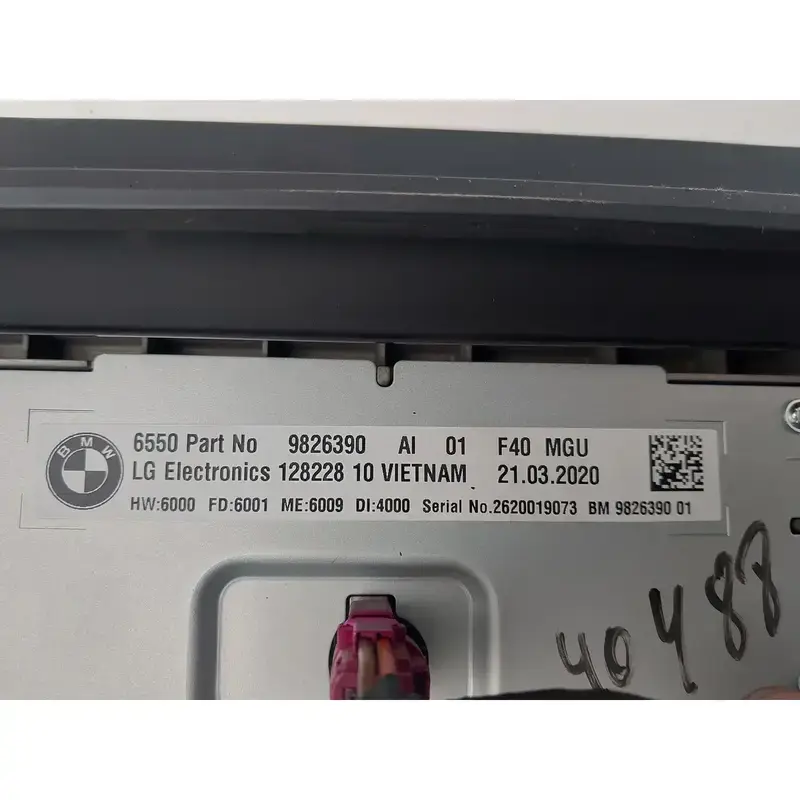 BMW
6550 Part No 9826390 AI 01 F40 MGU
LG Electronics 128228 10 VIETNAM 21.03.2020
HW:6000 FD:6001 ME:6009 DI:4000 Serial No.2620019073 BM 9826390 01
40488